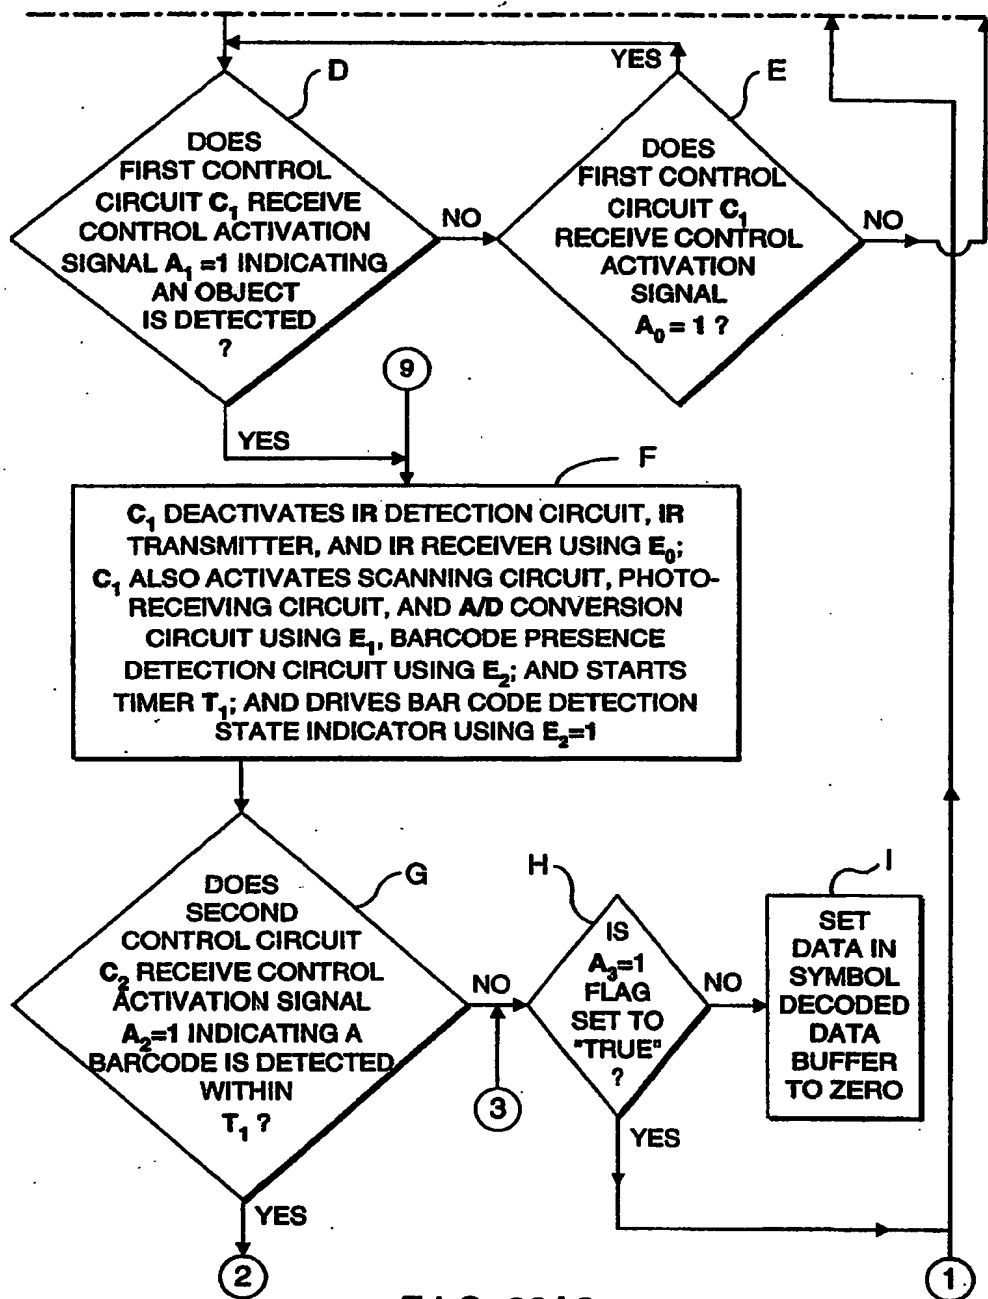 YES
D
E
DOES
FIRST CONTROL
CIRCUIT C₁ RECEIVE
CONTROL ACTIVATION
SIGNAL A₁ =1 INDICATING
AN OBJECT
IS DETECTED
?
NO
DOES
FIRST CONTROL
CIRCUIT C₁
RECEIVE CONTROL
ACTIVATION
SIGNAL
A₀ = 1 ?
NO
9
YES
F
C₁ DEACTIVATES IR DETECTION CIRCUIT, IR
TRANSMITTER, AND IR RECEIVER USING E₀;
C₁ ALSO ACTIVATES SCANNING CIRCUIT, PHOTO-
RECEIVING CIRCUIT, AND A/D CONVERSION
CIRCUIT USING E₁, BARCODE PRESENCE
DETECTION CIRCUIT USING E₂; AND STARTS
TIMER T₁; AND DRIVES BAR CODE DETECTION
STATE INDICATOR USING E₂=1
G
DOES
SECOND
CONTROL CIRCUIT
C₂ RECEIVE CONTROL
ACTIVATION SIGNAL
A₂=1 INDICATING A
BARCODE IS DETECTED
WITHIN
T₁ ?
NO
3
H
IS
A₃=1
FLAG
SET TO
"TRUE"
?
NO
I
SET
DATA IN
SYMBOL
DECODED
DATA
BUFFER
TO ZERO
YES
YES
2
1